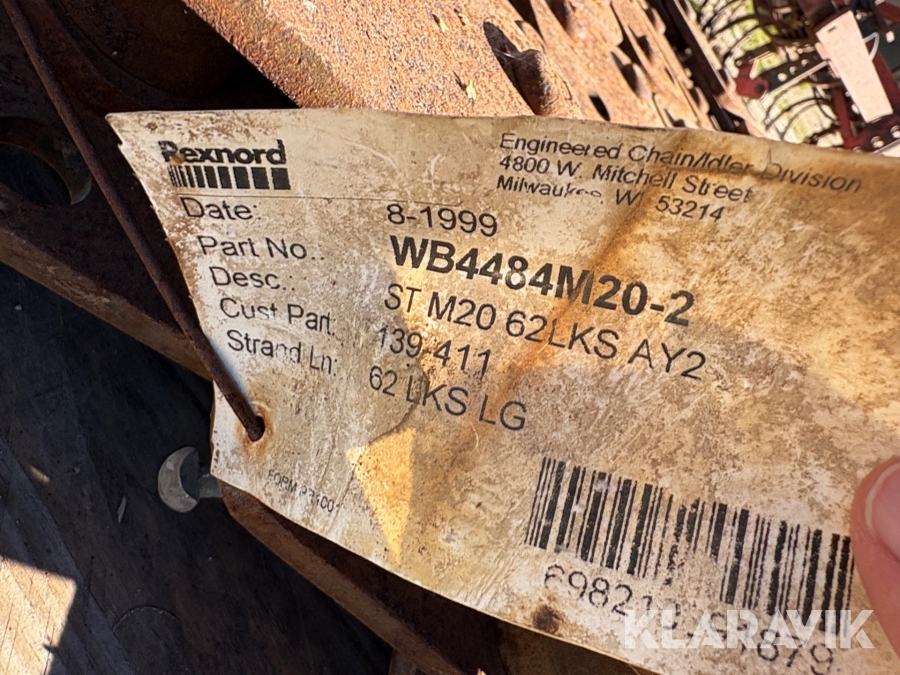 Rexnord
Engineered Chain/Idler Division
4800 W. Mitchell Street
Milwaukee, WI 53214
Date: 8-1999
Part No.: WB4484M20-2
Desc.: ST M20 62LKS AY2
Cust Part: 139 411
Strand Ln: 62 LKS LG
FORM
KLARAVIK